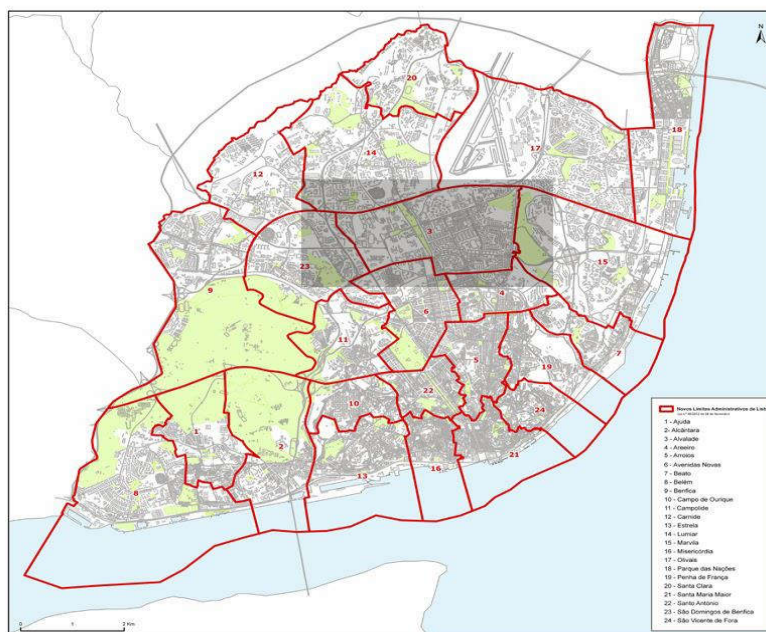 N
20
18
17
14
12
3
15
23
9
4
6
11
7
5
19
22
10
24
1
2
21
16
13
8
0 1 2 Km
Novos Limites Administrativos de Lisb
1 - Ajuda
2- Alcântara
3 - Alvalade
4 - Areeiro
5 - Arroios
6 - Avenidas Novas
7 - Beato
8 - Belém
9 - Benfica
10 - Campo de Ourique
11 - Campolide
12 - Carnide
13 - Estrela
14 - Lumiar
15 - Marvila
16 - Misericórdia
17 - Olivais
18 - Parque das Nações
19 - Penha de França
20 - Santa Clara
21 - Santa Maria Maior
22 - Santo António
23 - São Domingos de Benfica
24 - São Vicente de Fora